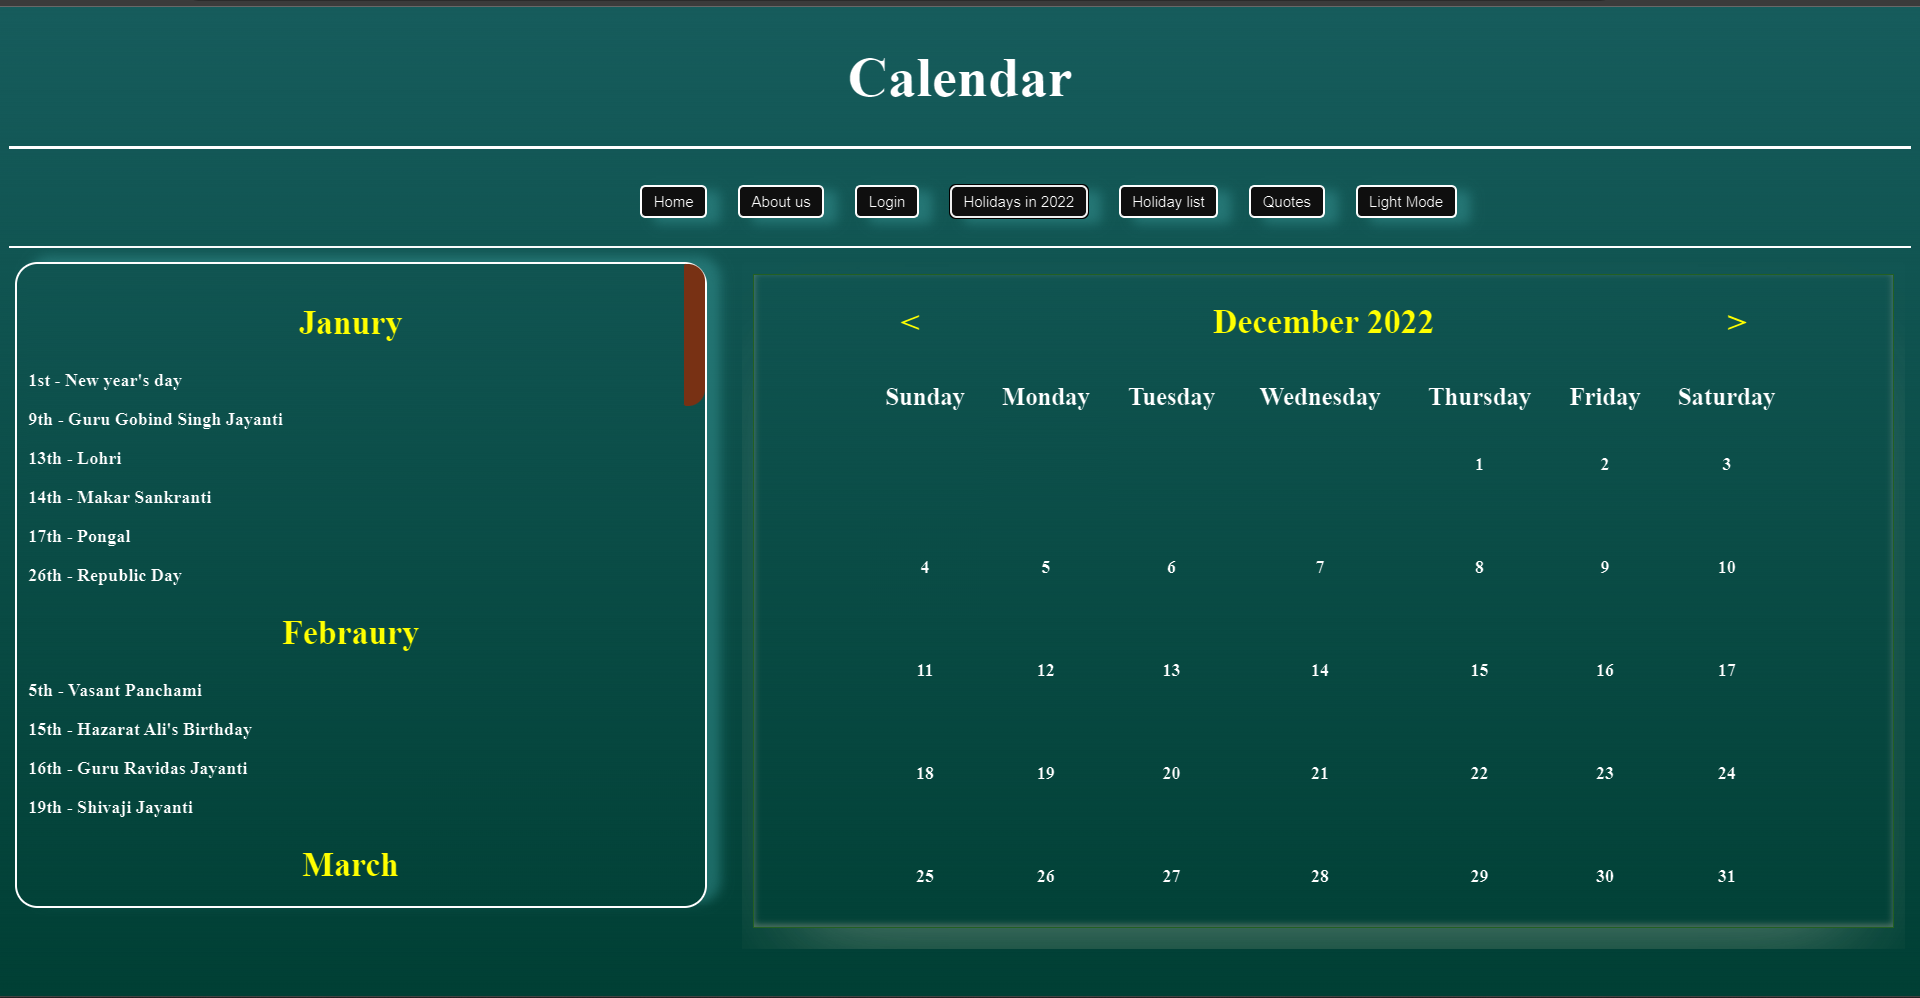 Calendar
Home About us Login Holidays in 2022 Holiday list Quotes Light Mode
Janury
1st - New year's day
9th - Guru Gobind Singh Jayanti
13th - Lohri
14th - Makar Sankranti
17th - Pongal
26th - Republic Day
Febraury
5th - Vasant Panchami
15th - Hazarat Ali's Birthday
16th - Guru Ravidas Jayanti
19th - Shivaji Jayanti
March
< December 2022 >
Sunday Monday Tuesday Wednesday Thursday Friday Saturday
1 2 3
4 5 6 7 8 9 10
11 12 13 14 15 16 17
18 19 20 21 22 23 24
25 26 27 28 29 30 31